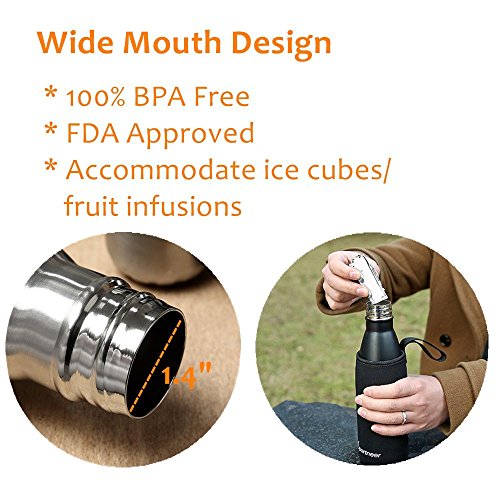 Wide Mouth Design
* 100% BPA Free
* FDA Approved
* Accommodate ice cubes/
fruit infusions
1.4"